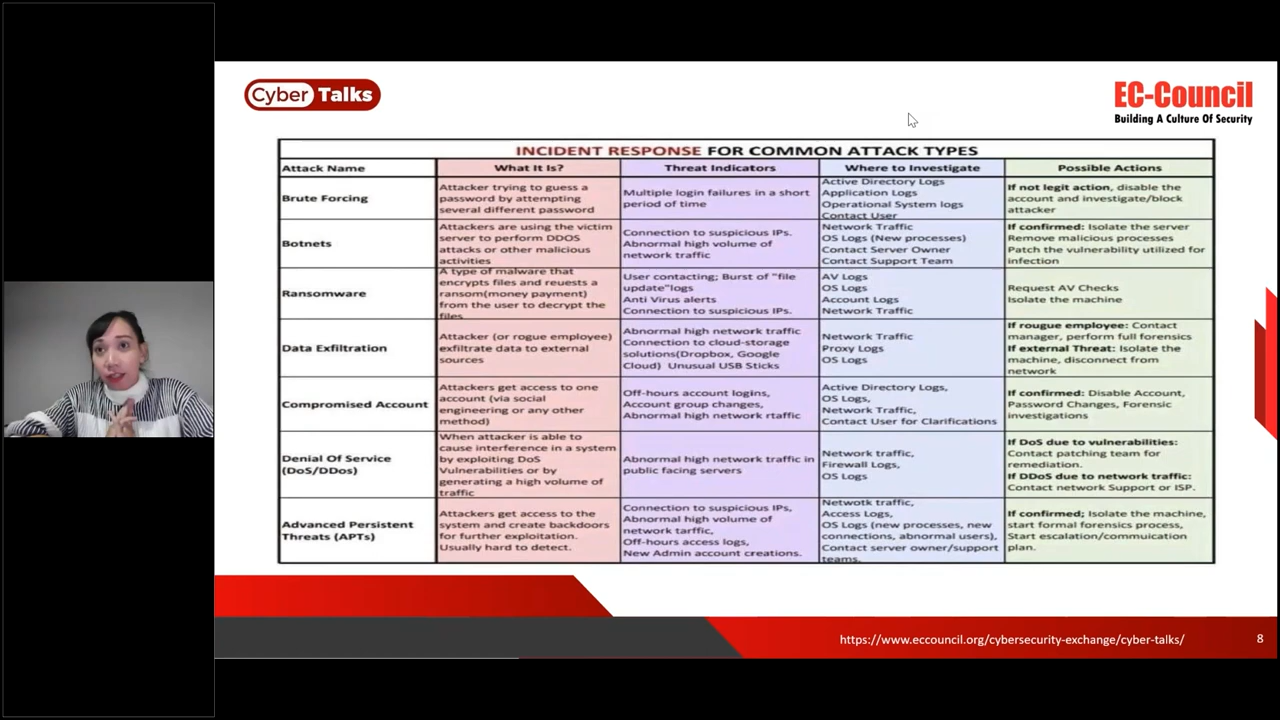 Cyber Talks
EC-Council
Building A Culture Of Security
INCIDENT RESPONSE FOR COMMON ATTACK TYPES
Attack Name
What It Is?
Threat Indicators
Where to Investigate
Possible Actions
Brute Forcing
Attacker trying to guess a
password by attempting
several different password
Multiple login failures in a short
period of time
Active Directory Logs
Application Logs
Operational System logs
Contact User
If not legit action, disable the
account and investigate/block
attacker
Botnets
Attackers are using the victim
server to perform DDOS
attacks or other malicious
activities
Connection to suspicious IPs.
Abnormal high volume of
network traffic
Network Traffic
OS Logs (New processes)
Contact Server Owner
Contact Support Team
If confirmed: Isolate the server
Remove malicious processes
Patch the vulnerability utilized for
infection
Ransomware
A type of malware that
encrypts files and reuests a
ransom(money payment)
from the user to decrypt the
files
User contacting; Burst of "file
update"logs
Anti Virus alerts
Connection to suspicious IPs.
AV Logs
OS Logs
Account Logs
Network Traffic
Request AV Checks
Isolate the machine
Data Exfiltration
Attacker (or rogue employee)
exfiltrate data to external
sources
Abnormal high network traffic
Connection to cloud-storage
solutions(Dropbox, Google
Cloud) Unusual USB Sticks
Network Traffic
Proxy Logs
OS Logs
If rougue employee: Contact
manager, perform full forensics
If external Threat: Isolate the
machine, disconnect from
network
Compromised Account
Attackers get access to one
account (via social
engineering or any other
method)
Off-hours account logins,
Account group changes,
Abnormal high network rtaffic
Active Directory Logs,
OS Logs,
Network Traffic,
Contact User for Clarifications
If confirmed: Disable Account,
Password Changes, Forensic
investigations
Denial Of Service
(DoS/DDos)
When attacker is able to
cause interference in a system
by exploiting DoS
Vulnerabilities or by
generating a high volume of
traffic
Abnormal high network traffic in
public facing servers
Network traffic,
Firewall Logs,
OS Logs
If DoS due to vulnerabilities:
Contact patching team for
remediation.
If DDoS due to network traffic:
Contact network Support or ISP.
Advanced Persistent
Threats (APTs)
Attackers get access to the
system and create backdoors
for further exploitation.
Usually hard to detect.
Connection to suspicious IPs,
Abnormal high volume of
network tarffic,
Off-hours access logs,
New Admin account creations.
Netwotk traffic,
Access Logs,
OS Logs (new processes, new
connections, abnormal users),
Contact server owner/support
teams.
If confirmed; Isolate the machine,
start formal forensics process,
Start escalation/commuication
plan.
https://www.eccouncil.org/cybersecurity-exchange/cyber-talks/
8